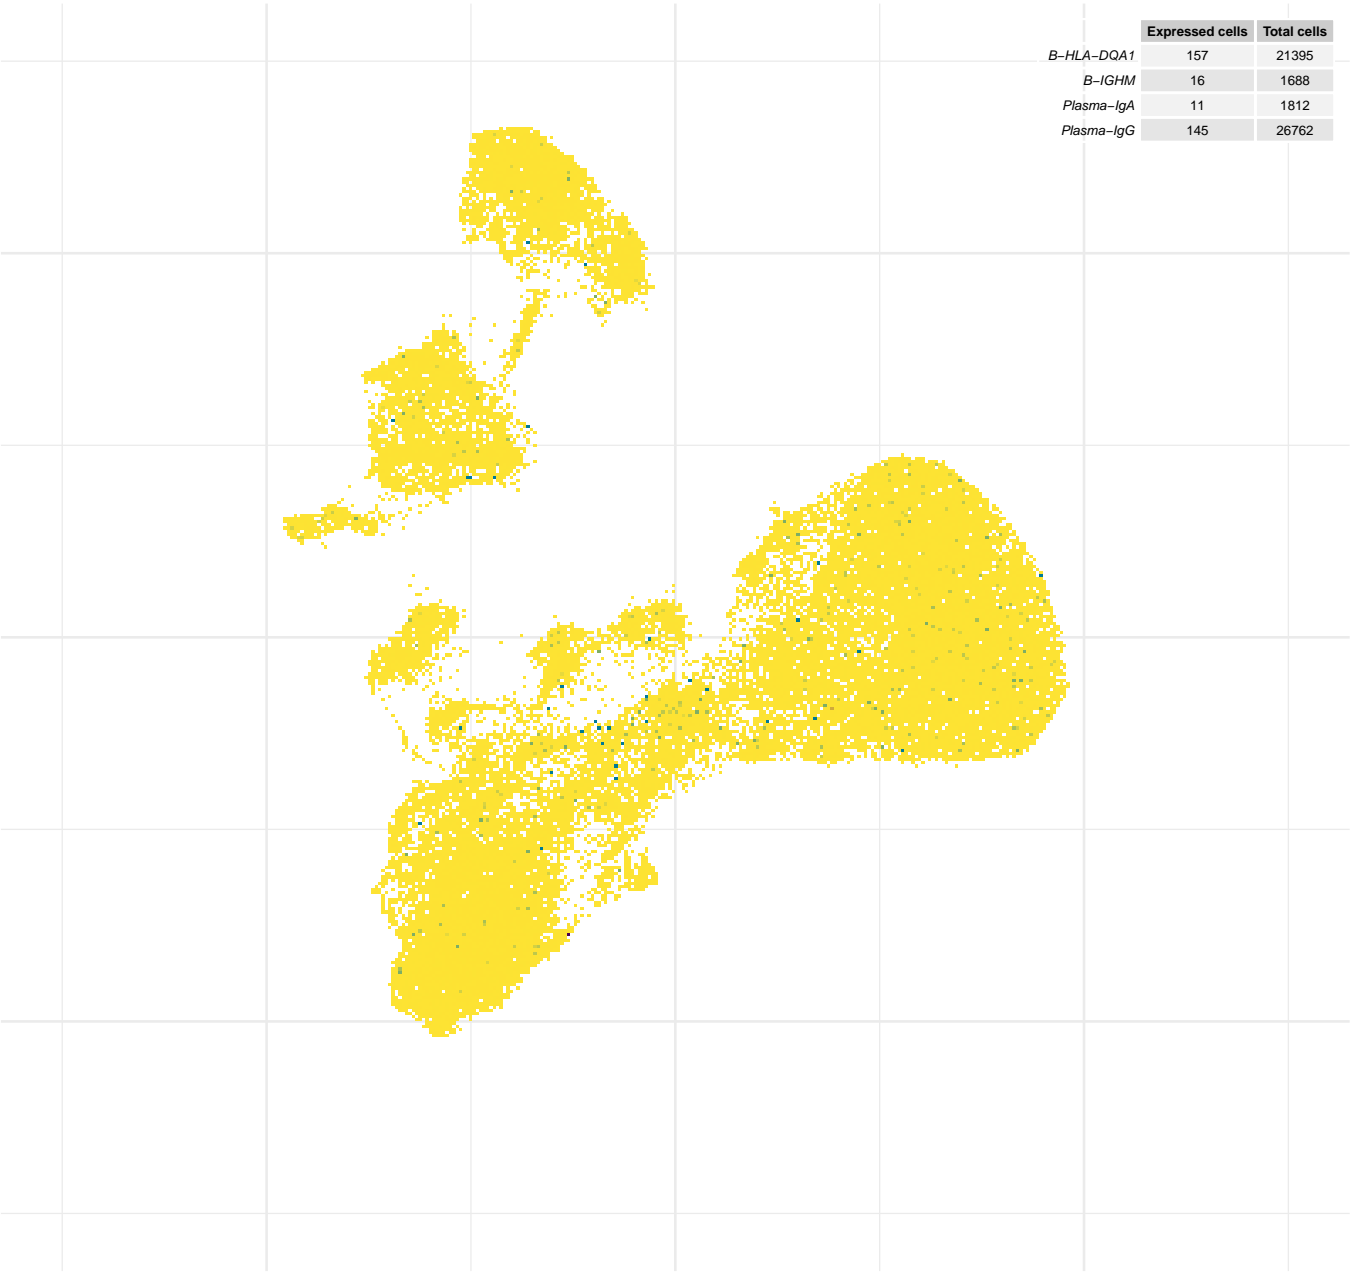 Expressed cells Total cells
B−HLA−DQA1 157 21395
B−IGHM 16 1688
Plasma−IgA 11 1812
Plasma−IgG 145 26762